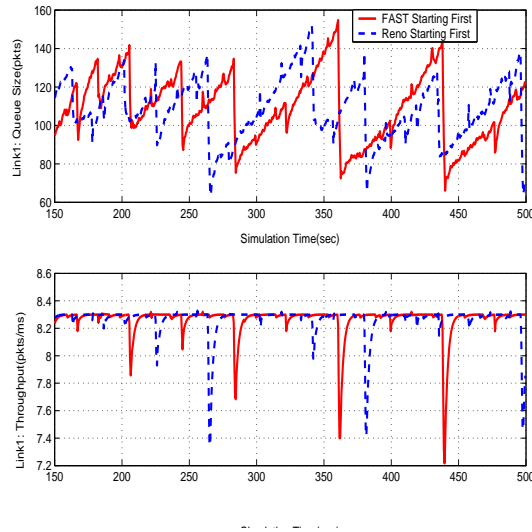 160
140
120
100
80
60
Link1: Queue Size(pkts)
FAST Starting First
Reno Starting First
150 200 250 300 350 400 450 500
Simulation Time(sec)
8.6
8.4
8.2
8
7.8
7.6
7.4
7.2
Link1: Throughput(pkts/ms)
150 200 250 300 350 400 450 500